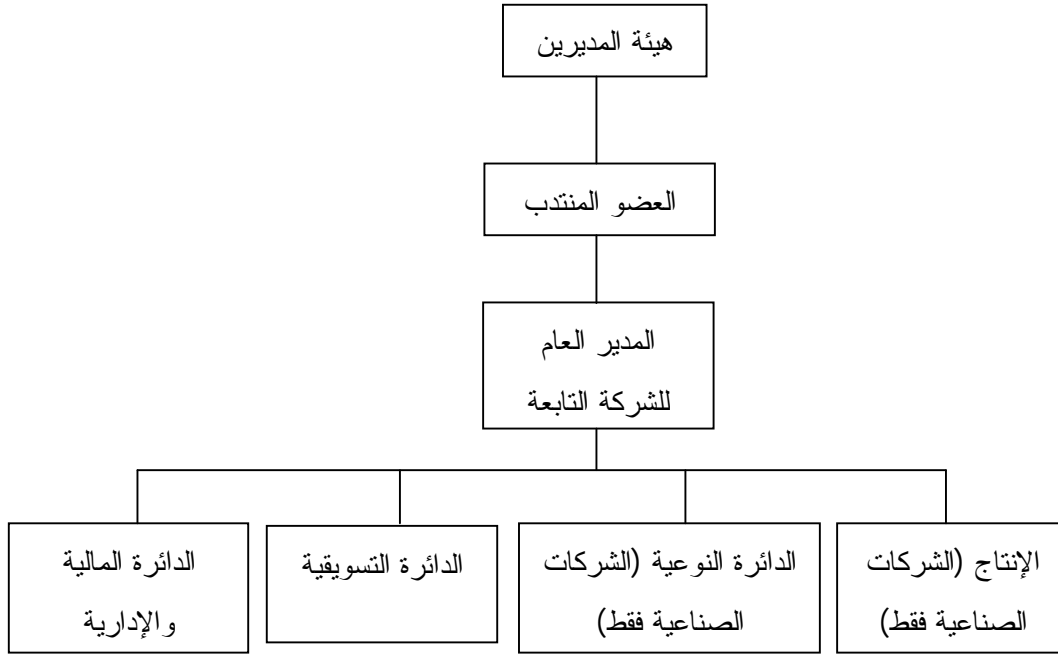 هيئة المديرين
العضو المنتدب
المدير العام
للشركة التابعة
الإنتاج (الشركات
الصناعية فقط)
الدائرة النوعية (الشركات
الصناعية فقط)
الدائرة التسويقية
الدائرة المالية
والإدارية